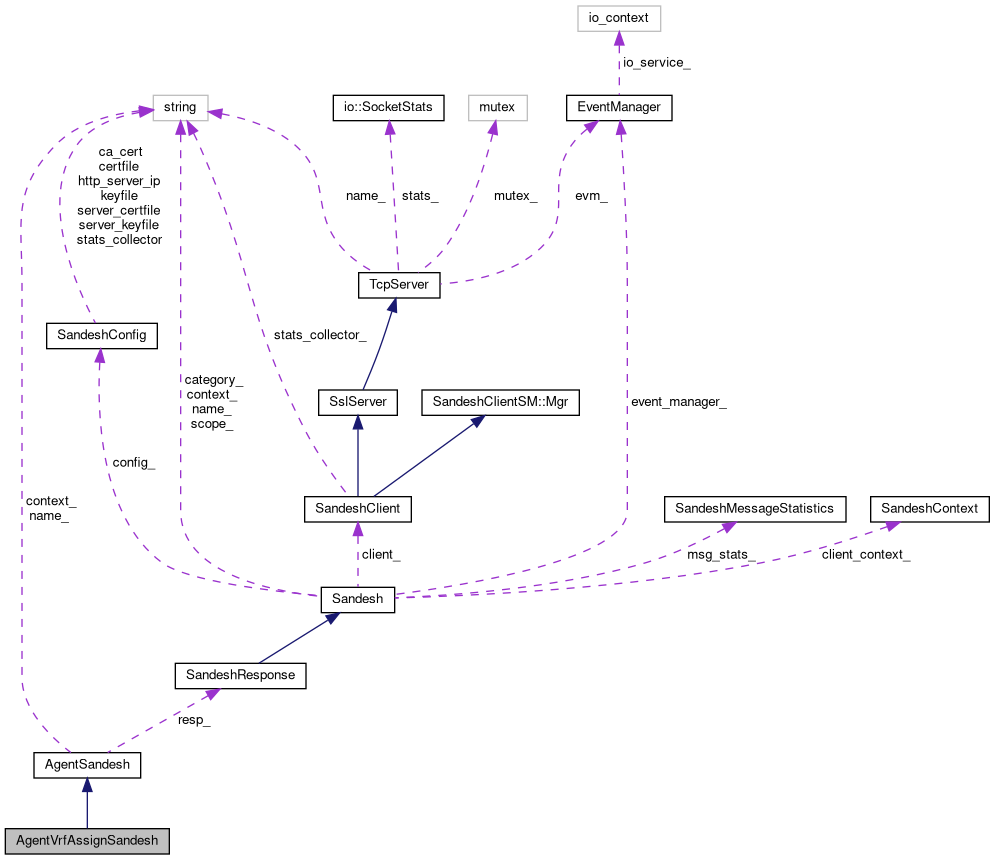 io_context
io_service_
string
io::SocketStats
mutex
EventManager
ca_cert
certfile
http_server_ip
keyfile
server_certfile
server_keyfile
stats_collector
name_
stats_
mutex_
evm_
TcpServer
SandeshConfig
stats_collector_
category_
context_
name_
scope_
SslServer
SandeshClientSM::Mgr
event_manager_
config_
context_
name_
SandeshClient
SandeshMessageStatistics
SandeshContext
client_
msg_stats_
client_context_
Sandesh
SandeshResponse
resp_
AgentSandesh
AgentVrfAssignSandesh